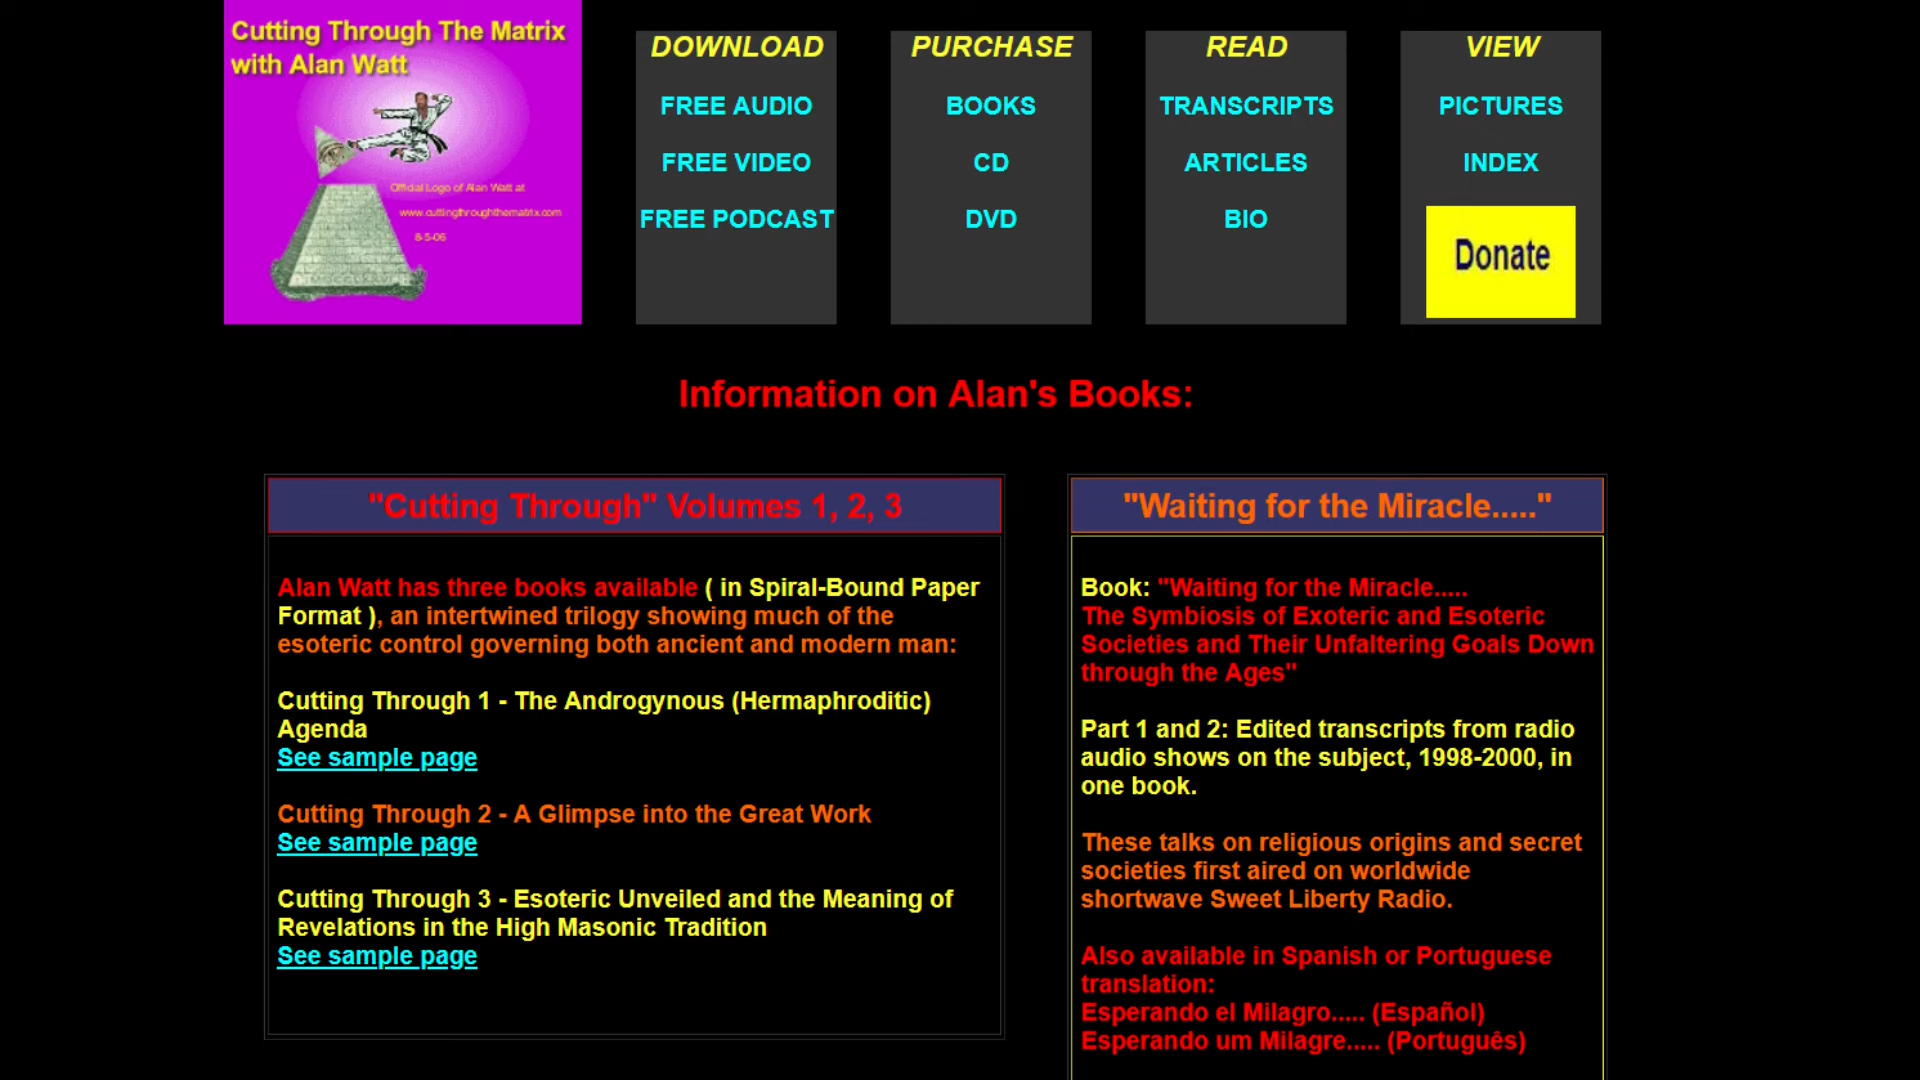 Cutting Through The Matrix
with Alan Watt
Official Logo of Alan Watt at
www.cuttingthroughthematrix.com
8-5-06
DOWNLOAD
FREE AUDIO
FREE VIDEO
FREE PODCAST
PURCHASE
BOOKS
CD
DVD
READ
TRANSCRIPTS
ARTICLES
BIO
VIEW
PICTURES
INDEX
Donate
Information on Alan's Books:
"Cutting Through" Volumes 1, 2, 3
Alan Watt has three books available ( in Spiral-Bound Paper
Format ), an intertwined trilogy showing much of the
esoteric control governing both ancient and modern man:
Cutting Through 1 - The Androgynous (Hermaphroditic)
Agenda
See sample page
Cutting Through 2 - A Glimpse into the Great Work
See sample page
Cutting Through 3 - Esoteric Unveiled and the Meaning of
Revelations in the High Masonic Tradition
See sample page
"Waiting for the Miracle....."
Book: "Waiting for the Miracle.....
The Symbiosis of Exoteric and Esoteric
Societies and Their Unfaltering Goals Down
through the Ages"
Part 1 and 2: Edited transcripts from radio
audio shows on the subject, 1998-2000, in
one book.
These talks on religious origins and secret
societies first aired on worldwide
shortwave Sweet Liberty Radio.
Also available in Spanish or Portuguese
translation:
Esperando el Milagro..... (Español)
Esperando um Milagre..... (Português)